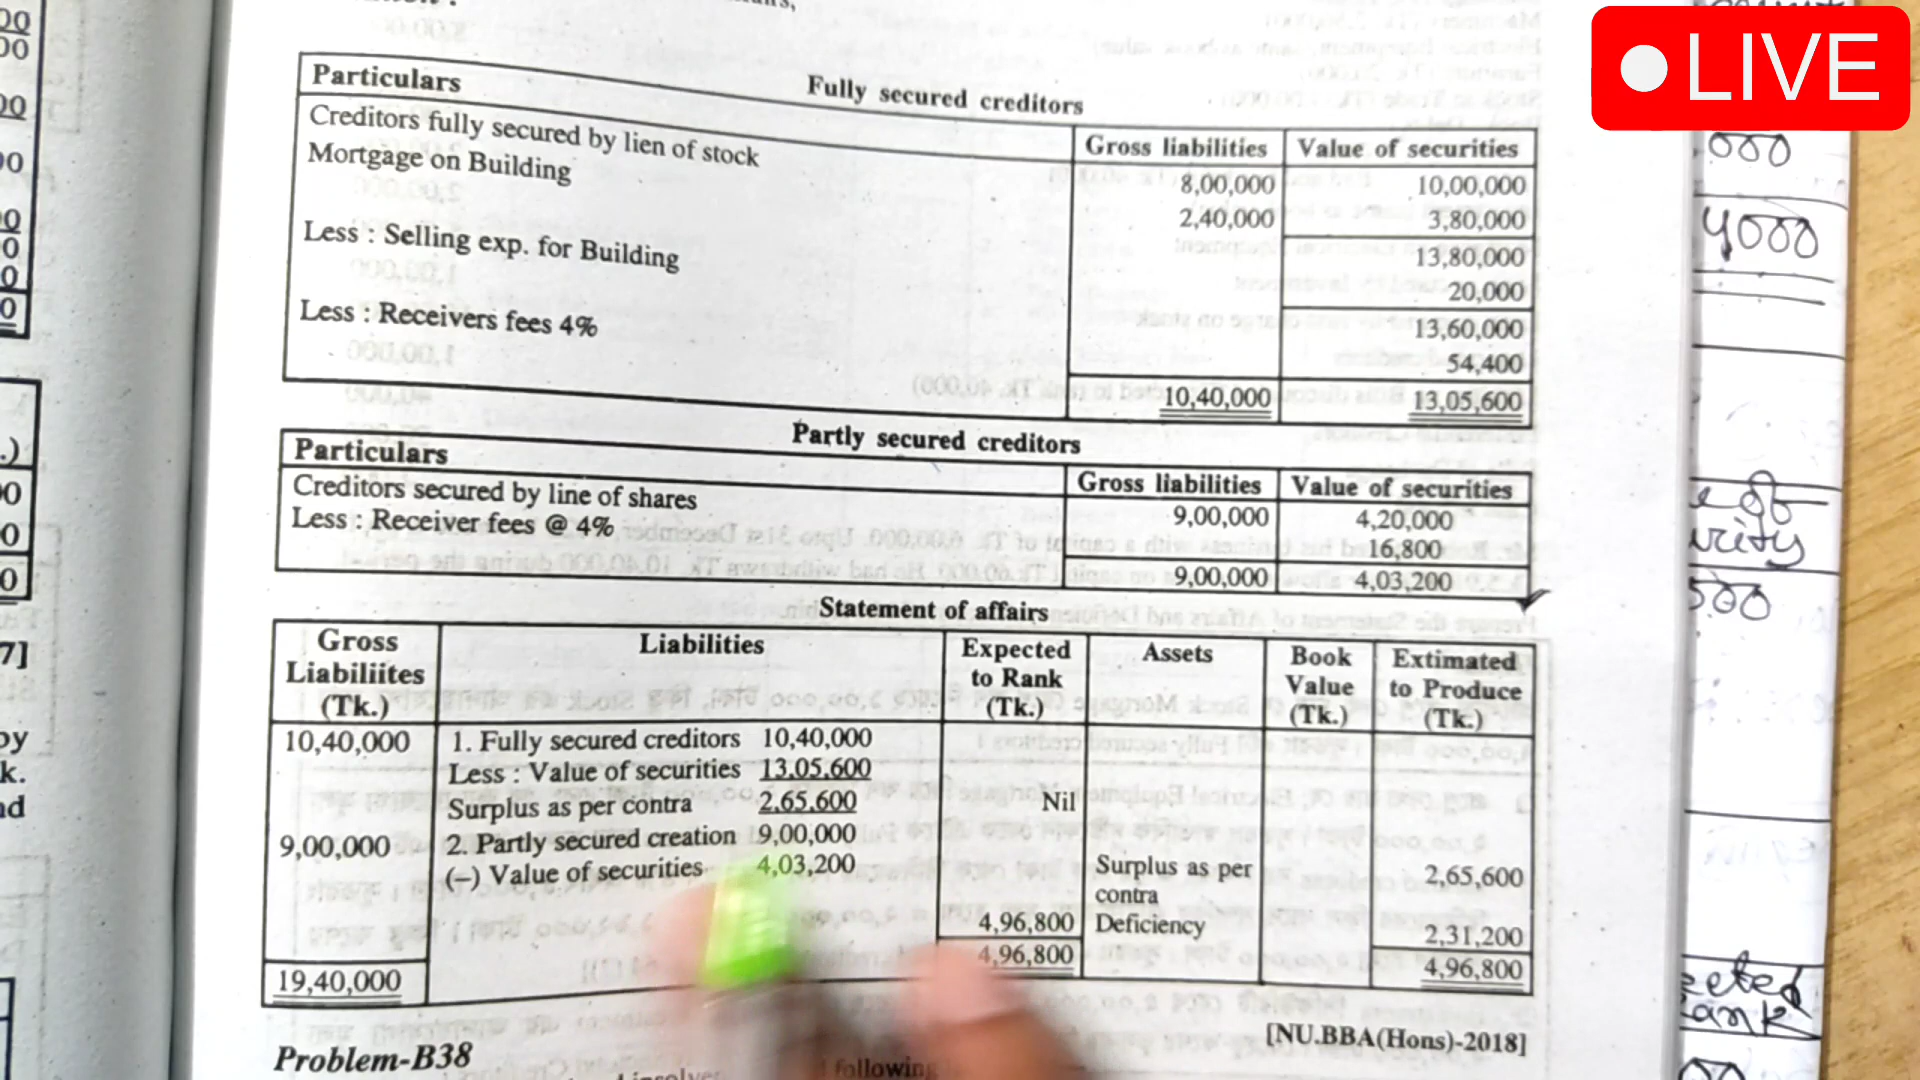 LIVE
Fully secured creditors
Particulars
Gross liabilities Value of securities
Creditors fully secured by lien of stock 8,00,000 10,00,000
Mortgage on Building 2,40,000 3,80,000
13,80,000
Less : Selling exp. for Building 20,000
13,60,000
Less : Receivers fees 4% 54,400
10,40,000 13,05,600
Partly secured creditors
Particulars Gross liabilities Value of securities
Creditors secured by line of shares 9,00,000 4,20,000
Less : Receiver fees @ 4% 16,800
9,00,000 4,03,200
Statement of affairs
Gross Liabiliites (Tk.) Liabilities Expected to Rank (Tk.) Assets Book Value (Tk.) Extimated to Produce (Tk.)
10,40,000 1. Fully secured creditors 10,40,000
Less : Value of securities 13,05,600
Surplus as per contra 2,65,600 Nil
9,00,000 2. Partly secured creation 9,00,000
(–) Value of securities 4,03,200 Surplus as per contra 2,65,600
4,96,800 Deficiency 2,31,200
19,40,000 4,96,800 4,96,800
[NU.BBA(Hons)-2018]
Problem-B38
following
000
4000